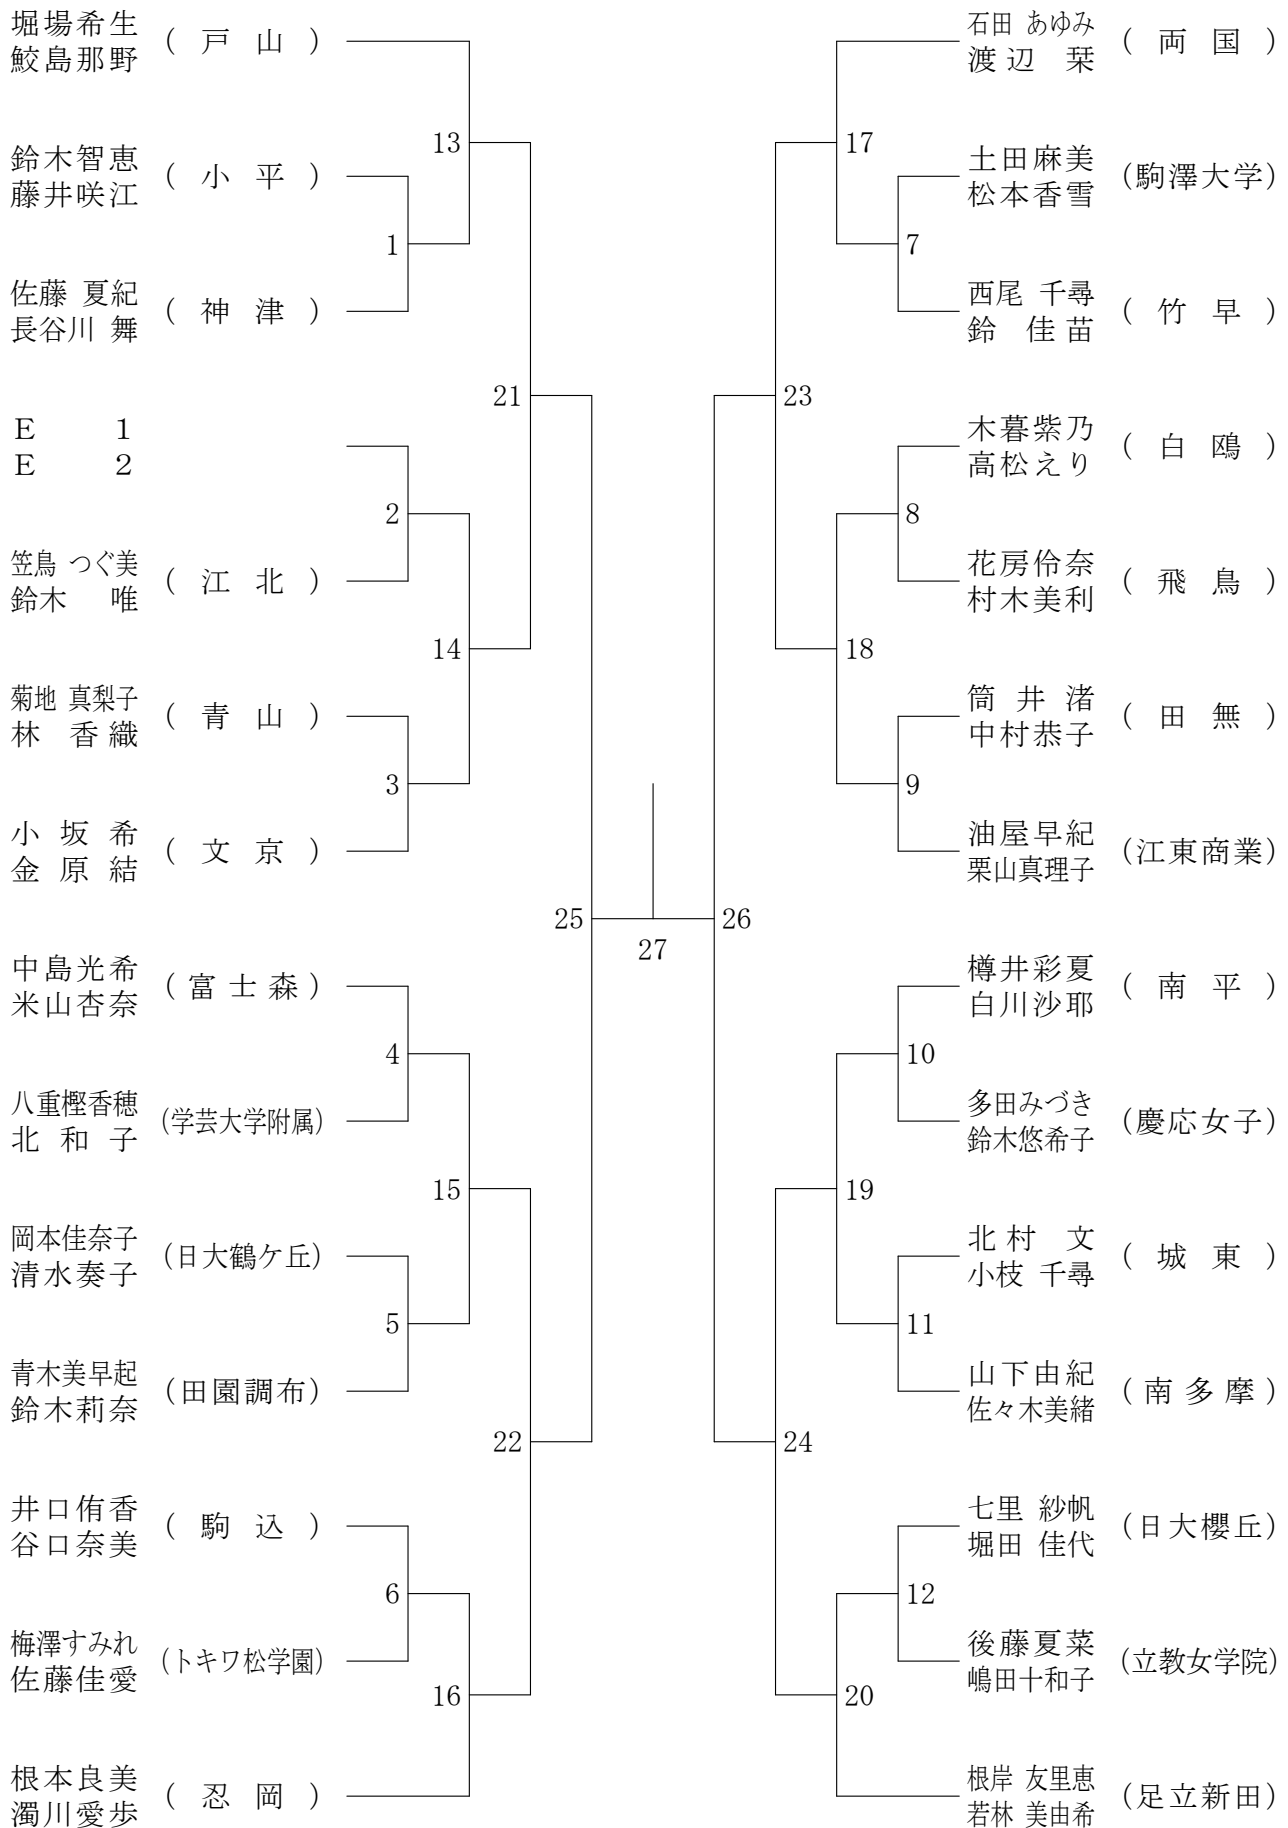 堀場希生
鮫島那野
( 戸 山 )
鈴木智恵
藤井咲江
( 小 平 )
佐藤 夏紀
長谷川 舞
( 神 津 )
E 1
E 2
笠鳥 つぐ美
鈴木 唯
( 江 北 )
菊地 真梨子
林 香織
( 青 山 )
小 坂 希
金 原 結
( 文 京 )
中島光希
米山杏奈
( 富 士 森 )
八重樫香穂
北 和 子
(学芸大学附属)
岡本佳奈子
清水奏子
(日大鶴ケ丘)
青木美早起
鈴木莉奈
(田園調布)
井口侑香
谷口奈美
( 駒 込 )
梅澤すみれ
佐藤佳愛
(トキワ松学園)
根本良美
濁川愛歩
( 忍 岡 )
13
1
21
2
14
3
25
4
15
5
22
6
16
27
17
7
23
8
18
9
26
10
19
11
24
12
20
石田 あゆみ
渡辺 栞
( 両 国 )
土田麻美
松本香雪
(駒澤大学)
西尾 千尋
鈴 佳苗
( 竹 早 )
木暮紫乃
高松えり
( 白 鴎 )
花房伶奈
村木美利
( 飛 鳥 )
筒 井 渚
中村恭子
( 田 無 )
油屋早紀
栗山真理子
(江東商業)
樽井彩夏
白川沙耶
( 南 平 )
多田みづき
鈴木悠希子
(慶応女子)
北村 文
小枝 千尋
( 城 東 )
山下由紀
佐々木美緒
( 南 多 摩 )
七里 紗帆
堀田 佳代
(日大櫻丘)
後藤夏菜
嶋田十和子
(立教女学院)
根岸 友里恵
若林 美由希
(足立新田)